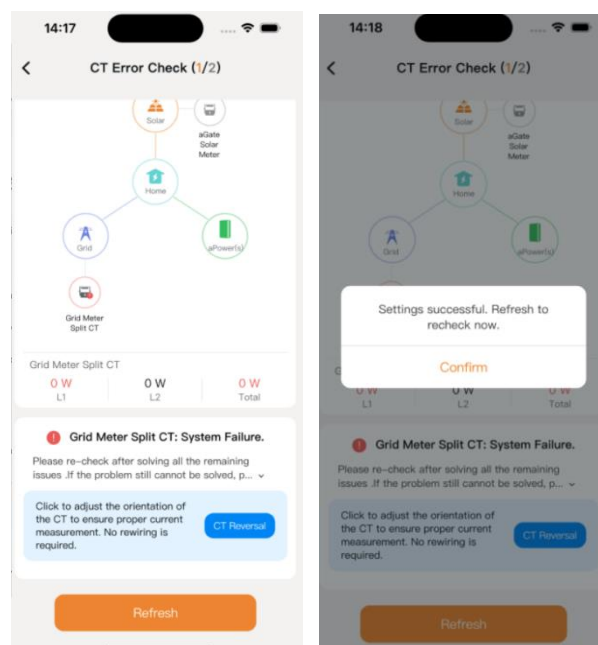 14:17
CT Error Check (1/2)
Solar
aGate
Solar
Meter
Home
Grid
aPower(s)
Grid Meter
Split CT
Grid Meter Split CT
0 W
0 W
0 W
L1
L2
Total
Grid Meter Split CT: System Failure.
Please re-check after solving all the remaining
issues .If the problem still cannot be solved, p...
Click to adjust the orientation of
the CT to ensure proper current
measurement. No rewiring is
required.
CT Reversal
Refresh
14:18
CT Error Check (1/2)
Solar
aGate
Solar
Meter
Home
Grid
aPower(s)
Settings successful. Refresh to
recheck now.
Confirm
0 W
0 W
0 W
L1
L2
Total
Grid Meter Split CT: System Failure.
Please re-check after solving all the remaining
issues .If the problem still cannot be solved, p...
Click to adjust the orientation of
the CT to ensure proper current
measurement. No rewiring is
required.
CT Reversal
Refresh